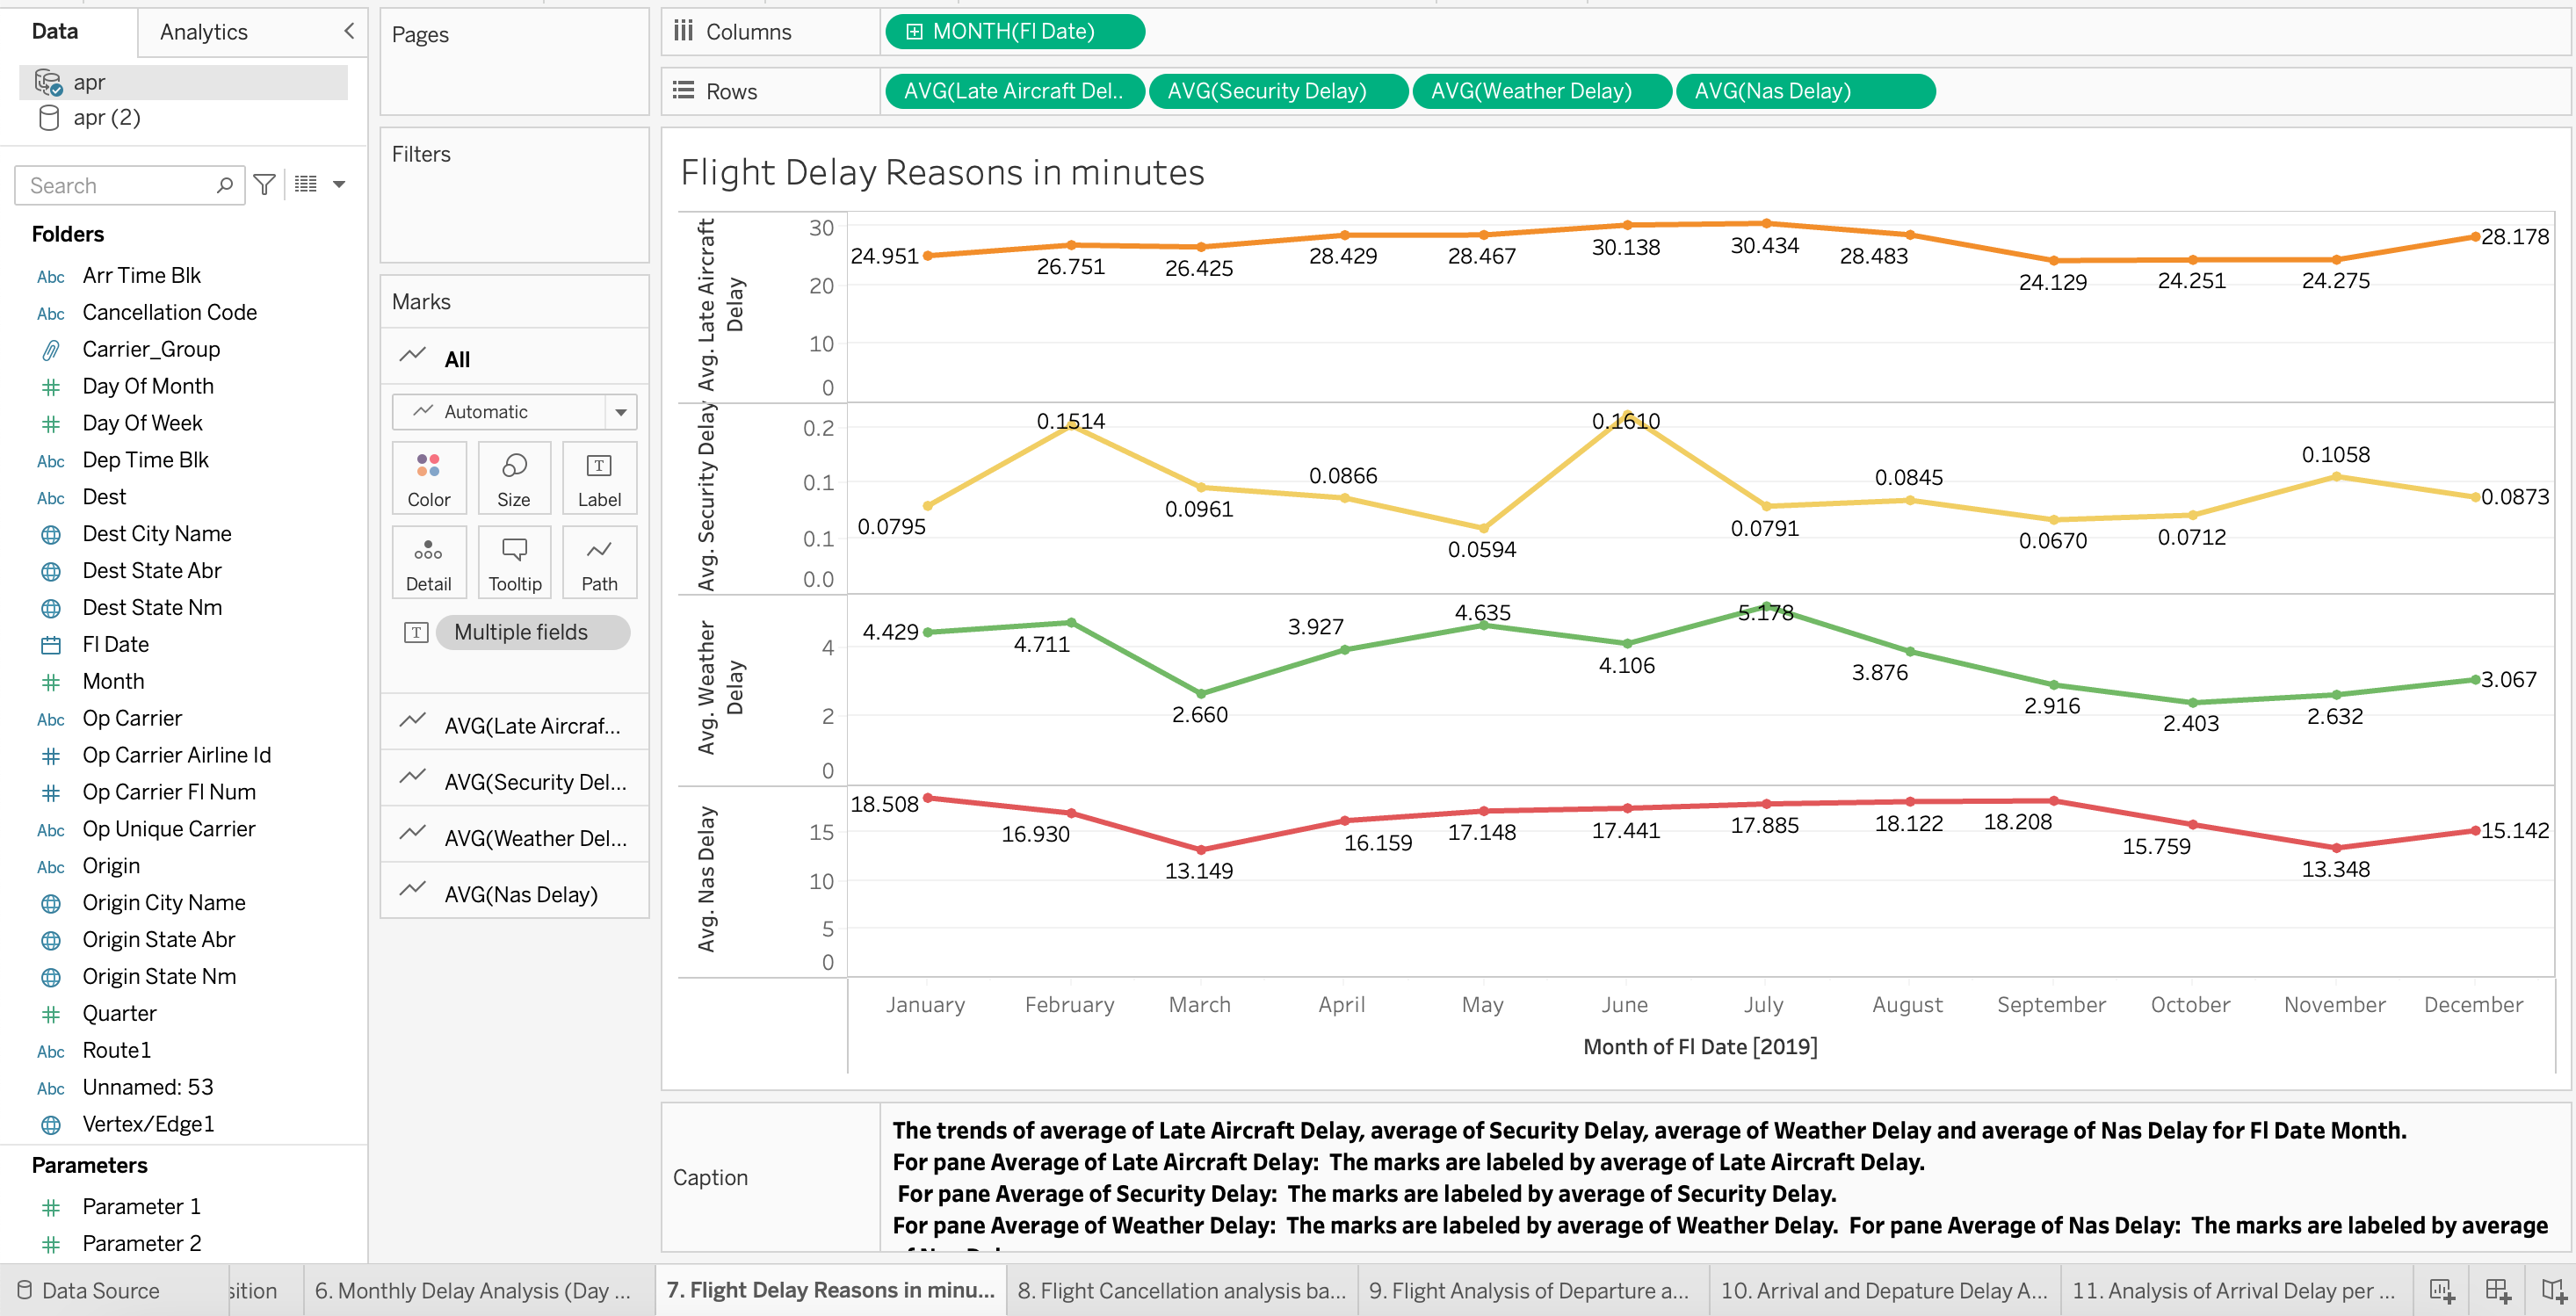 Data
Analytics
apr
apr (2)
Search
Folders
Abc Arr Time Blk
Abc Cancellation Code
Carrier_Group
Day Of Month
Day Of Week
Abc Dep Time Blk
Abc Dest
Dest City Name
Dest State Abr
Dest State Nm
Fl Date
Month
Abc Op Carrier
Op Carrier Airline Id
Op Carrier Fl Num
Abc Op Unique Carrier
Abc Origin
Origin City Name
Origin State Abr
Origin State Nm
Quarter
Abc Route1
Abc Unnamed: 53
Vertex/Edge1
Parameters
Parameter 1
Parameter 2
Pages
Filters
Marks
All
Automatic
Color Size Label
Detail Tooltip Path
Multiple fields
AVG(Late Aircraf...
AVG(Security Del...
AVG(Weather Del...
AVG(Nas Delay)
Columns MONTH(Fl Date)
Rows AVG(Late Aircraft Del.. AVG(Security Delay) AVG(Weather Delay) AVG(Nas Delay)
Flight Delay Reasons in minutes
Avg. Late Aircraft
Delay
30
20
10
0
24.951 26.751 26.425 28.429 28.467 30.138 30.434 28.483 24.129 24.251 24.275 28.178
Avg. Security Delay
0.2
0.1
0.1
0.0
0.0795 0.1514 0.0961 0.0866 0.0594 0.1610 0.0791 0.0845 0.0670 0.0712 0.1058 0.0873
Avg. Weather
Delay
4
2
0
4.429 4.711 2.660 3.927 4.635 4.106 5.178 3.876 2.916 2.403 2.632 3.067
Avg. Nas Delay
15
10
5
0
18.508 16.930 13.149 16.159 17.148 17.441 17.885 18.122 18.208 15.759 13.348 15.142
January February March April May June July August September October November December
Month of Fl Date [2019]
Caption
The trends of average of Late Aircraft Delay, average of Security Delay, average of Weather Delay and average of Nas Delay for Fl Date Month.
For pane Average of Late Aircraft Delay: The marks are labeled by average of Late Aircraft Delay.
For pane Average of Security Delay: The marks are labeled by average of Security Delay.
For pane Average of Weather Delay: The marks are labeled by average of Weather Delay. For pane Average of Nas Delay: The marks are labeled by average
Data Source
sition
6. Monthly Delay Analysis (Day ...
7. Flight Delay Reasons in minu...
8. Flight Cancellation analysis ba...
9. Flight Analysis of Departure a...
10. Arrival and Depature Delay A...
11. Analysis of Arrival Delay per ...